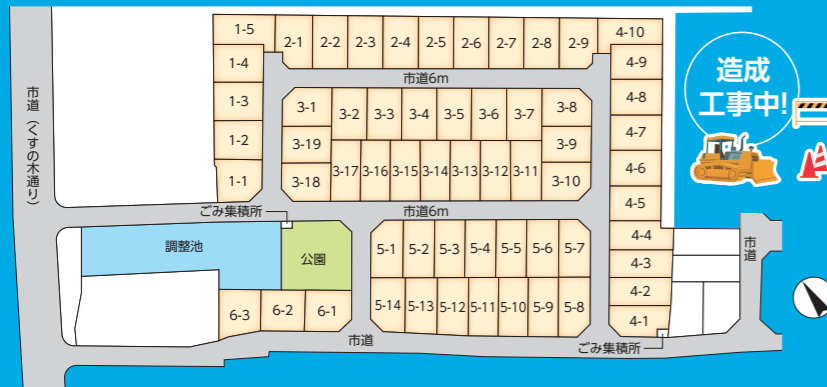 1-5
2-1 2-2 2-3 2-4 2-5 2-6 2-7 2-8 2-9
4-10
1-4
4-9
市道6m
造成
工事中!
市道（くすの木通り）
1-3
3-1 3-2 3-3 3-4 3-5 3-6 3-7 3-8
4-8
1-2
3-19
3-9
4-7
1-1
3-18 3-17 3-16 3-15 3-14 3-13 3-12 3-11 3-10
4-6
4-5
ごみ集積所
市道6m
調整池
公園
5-1 5-2 5-3 5-4 5-5 5-6 5-7
4-4
市道
4-3
4-2
6-3 6-2 6-1
5-14 5-13 5-12 5-11 5-10 5-9 5-8
4-1
市道
ごみ集積所